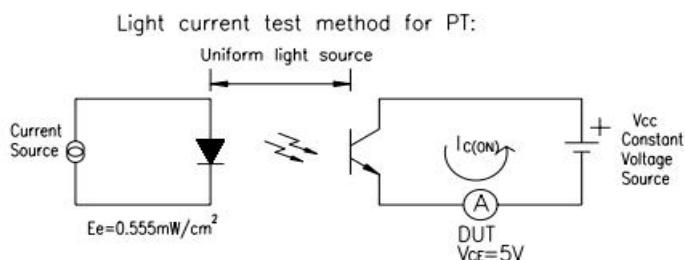 Light current test method for PT:
Uniform light source
Current
Source
Ee=0.555mW/cm²
IC(ON)
A
DUT
VCE=5V
+
Vcc
Constant
Voltage
Source